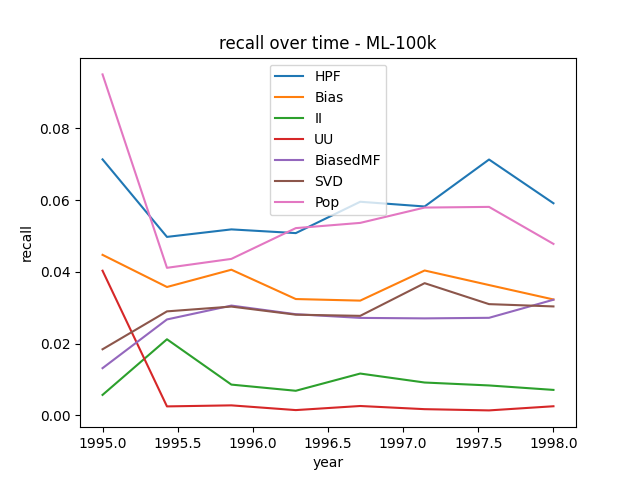 recall over time - ML-100k
HPF
Bias
II
UU
BiasedMF
SVD
Pop
0.08
0.06
0.04
0.02
0.00
recall
1995.0 1995.5 1996.0 1996.5 1997.0 1997.5 1998.0
year